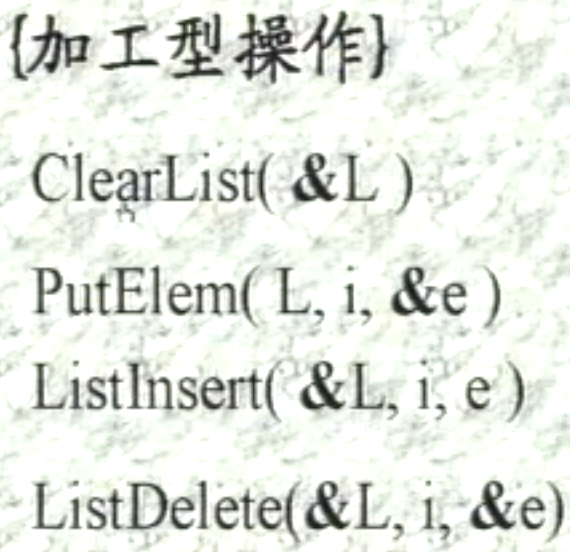 {加工型操作}
ClearList( &L )
PutElem( L, i, &e )
ListInsert( &L, i, e )
ListDelete(&L, i, &e)